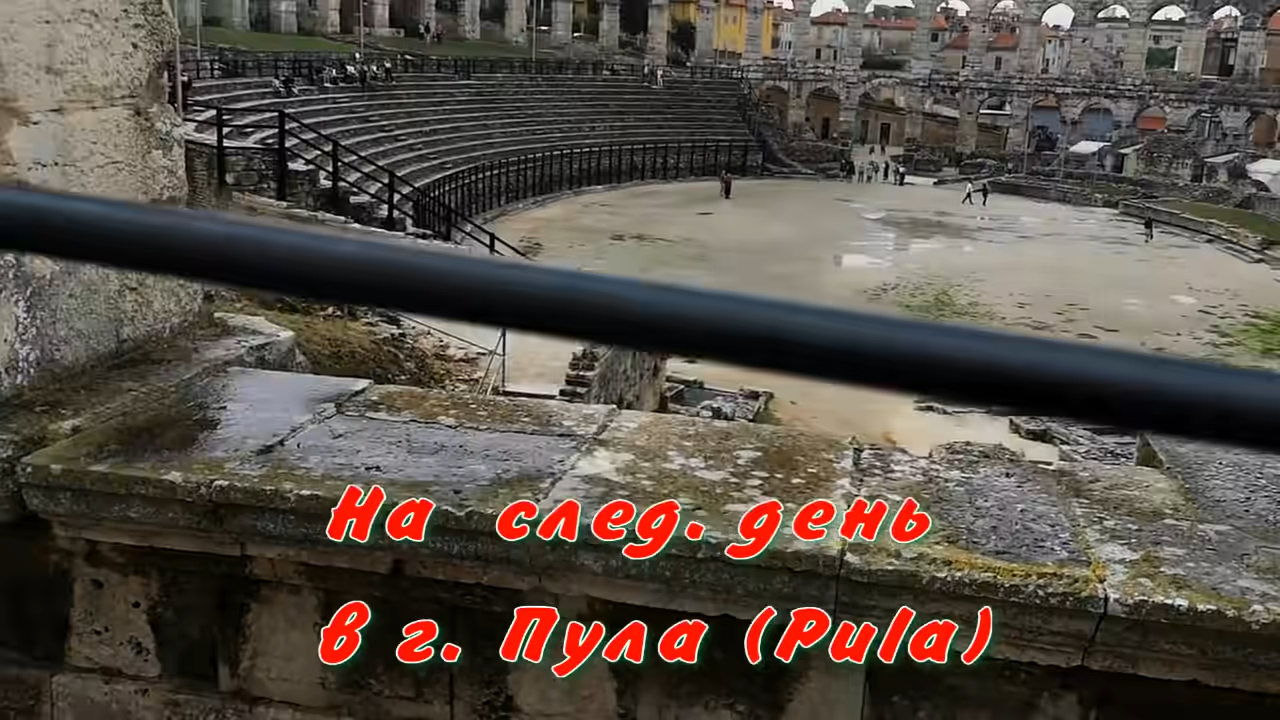 На след. день
в г. Пула (Pula)